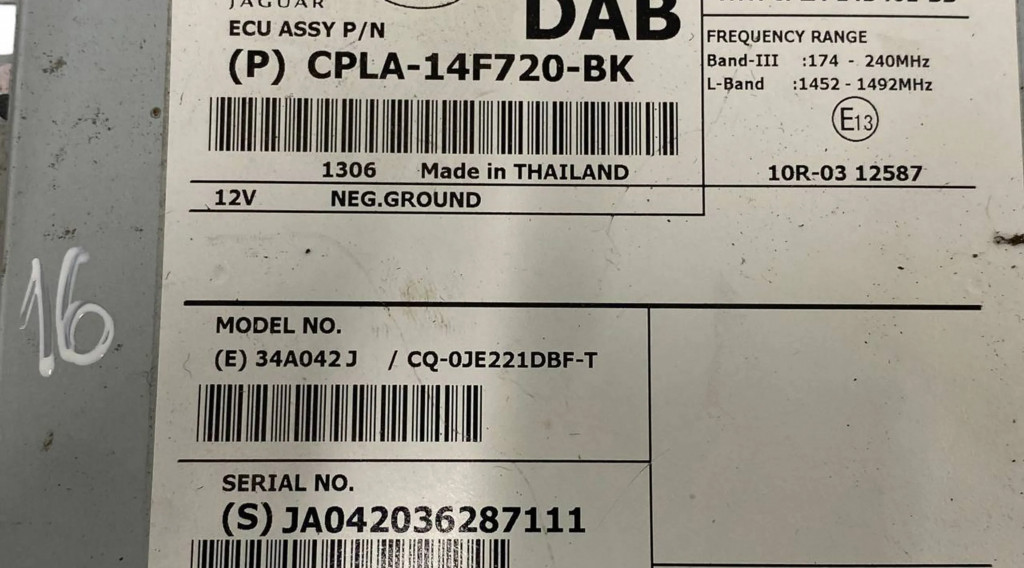 JAGUAR
DAB
ECU ASSY P/N
(P) CPLA-14F720-BK
1306 Made in THAILAND
12V NEG.GROUND
FREQUENCY RANGE
Band-III :174 - 240MHz
L-Band :1452 - 1492MHz
E13
10R-03 12587
16
MODEL NO.
(E) 34A042J / CQ-0JE221DBF-T
SERIAL NO.
(S) JA042036287111